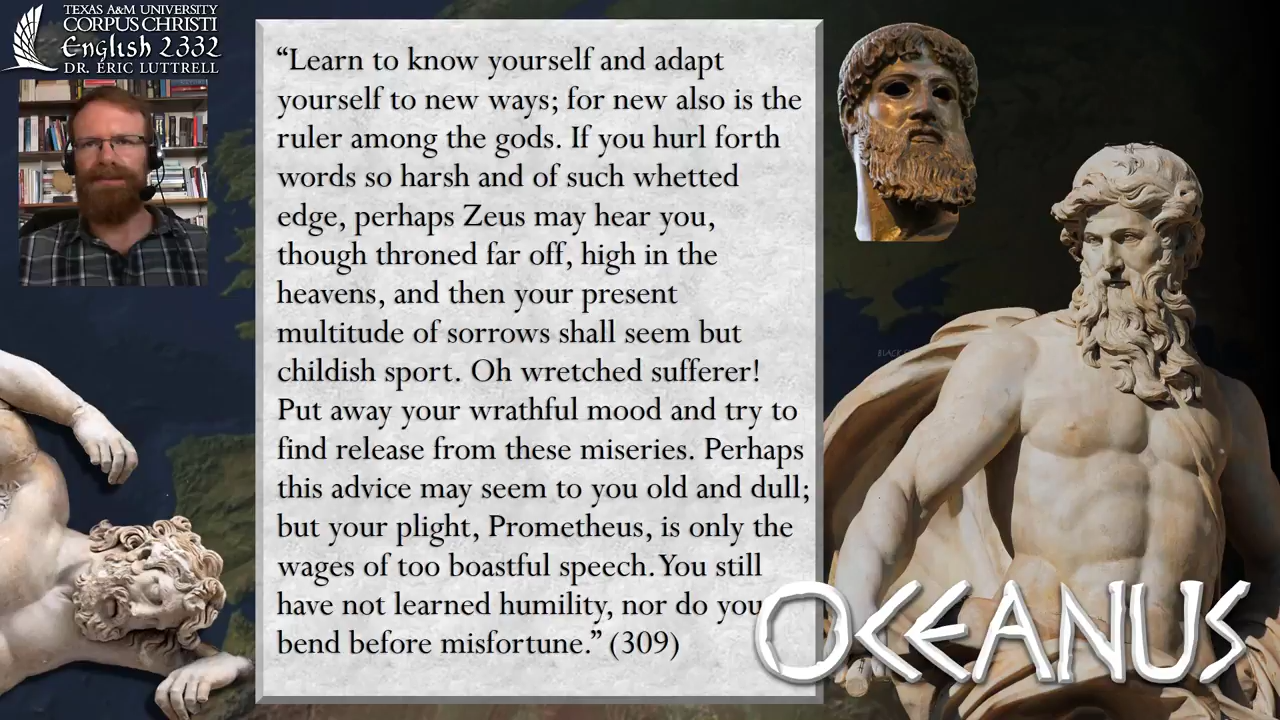 TEXAS A&M UNIVERSITY
CORPUS CHRISTI
English 2332
DR. ERIC LUTTRELL
“Learn to know yourself and adapt
yourself to new ways; for new also is the
ruler among the gods. If you hurl forth
words so harsh and of such whetted
edge, perhaps Zeus may hear you,
though throned far off, high in the
heavens, and then your present
multitude of sorrows shall seem but
childish sport. Oh wretched sufferer!
Put away your wrathful mood and try to
find release from these miseries. Perhaps
this advice may seem to you old and dull;
but your plight, Prometheus, is only the
wages of too boastful speech. You still
have not learned humility, nor do you
bend before misfortune.” (309)
BLACK
OCEANUS